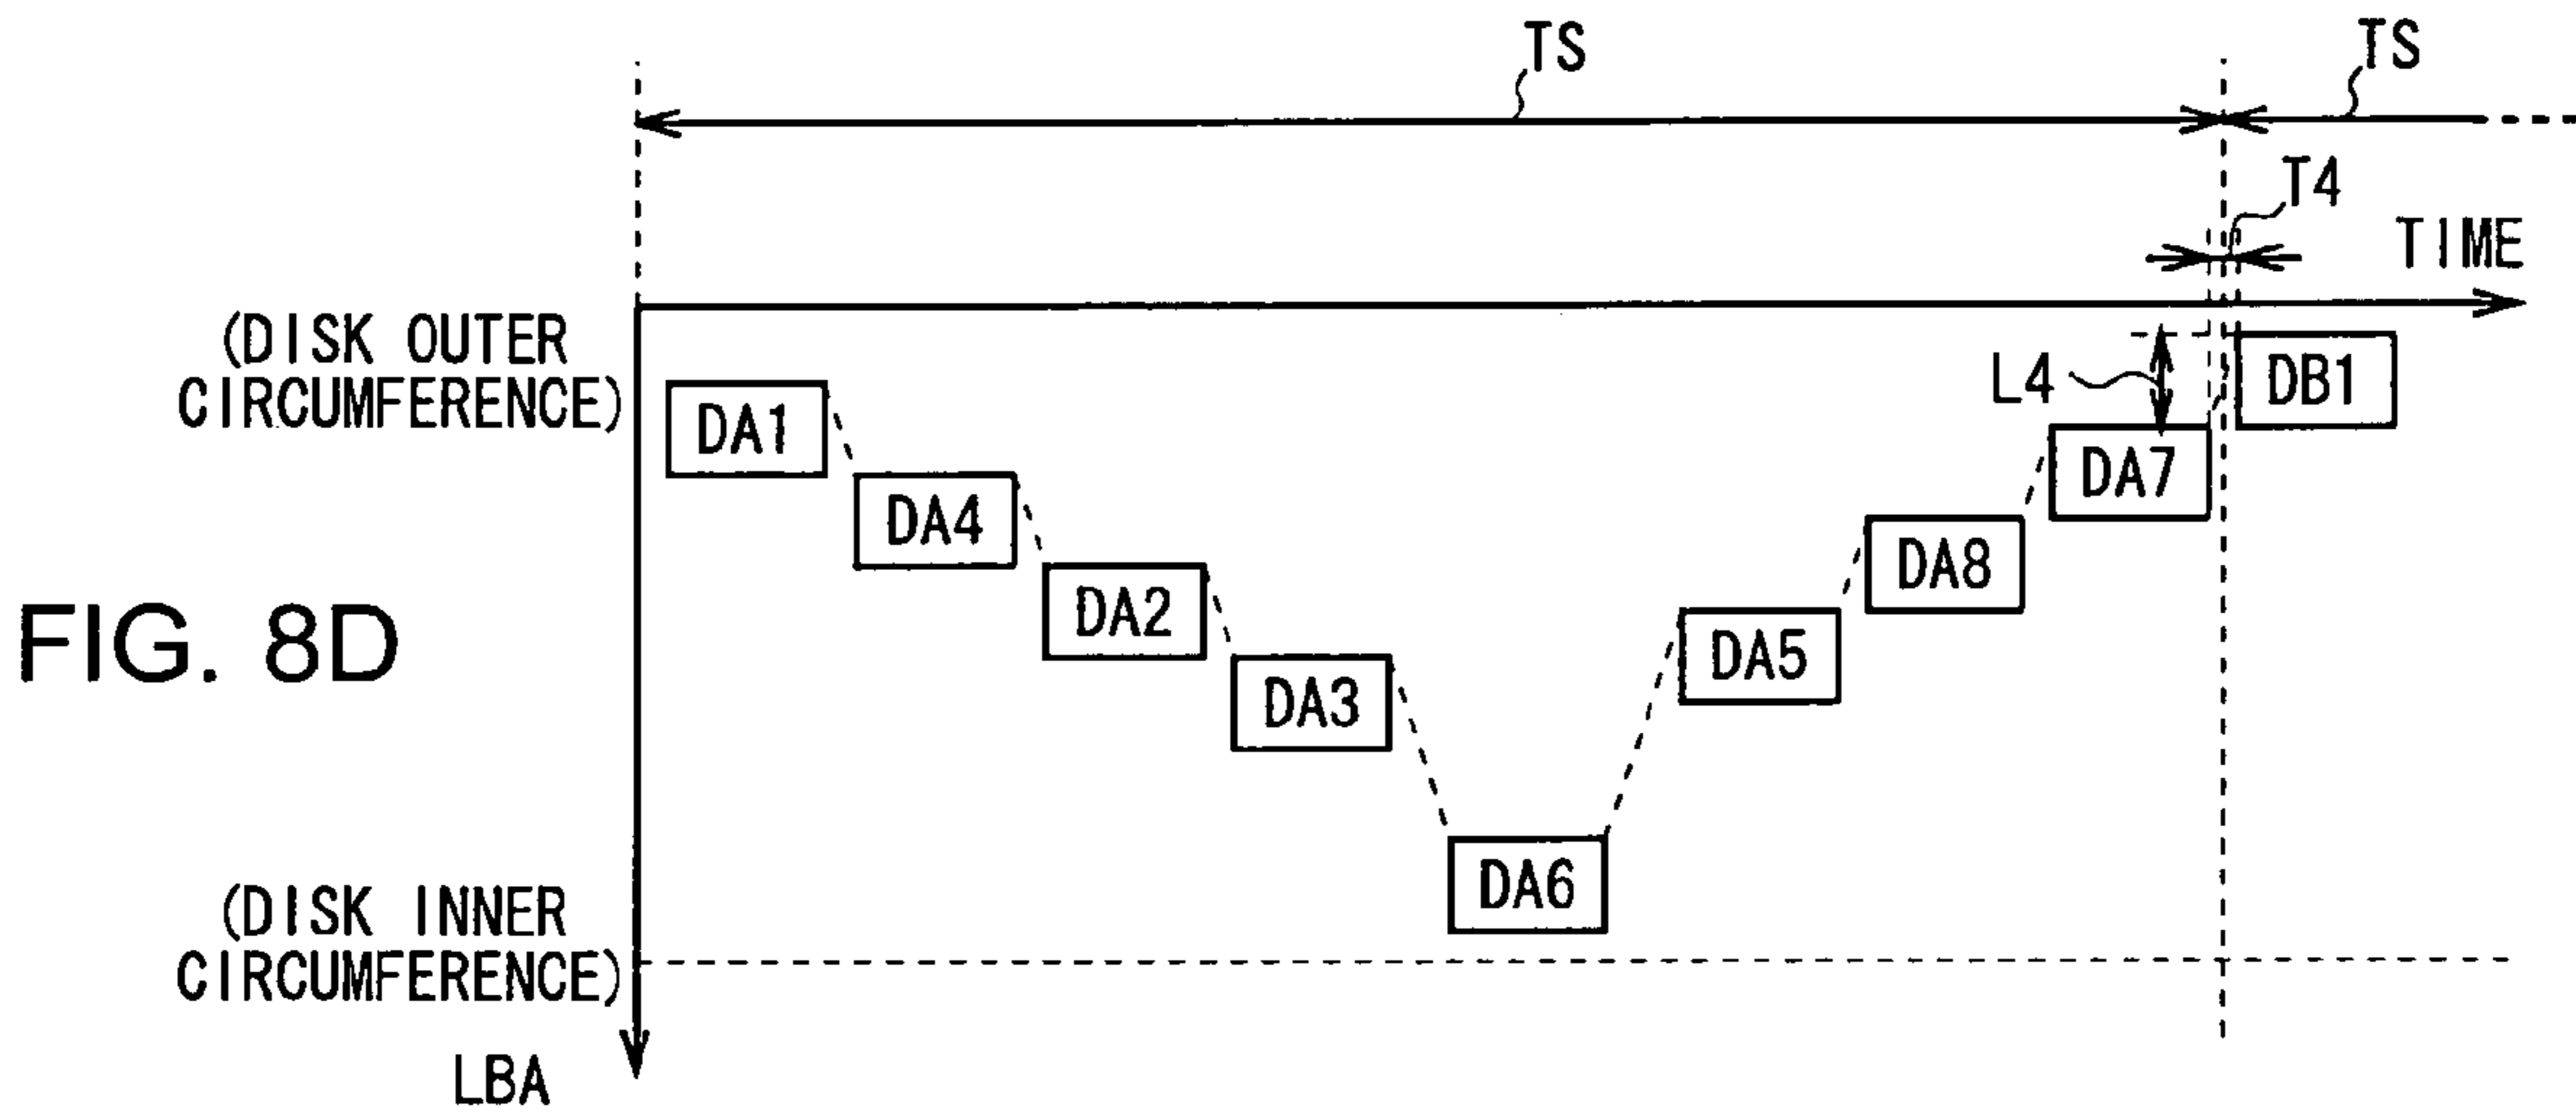 TS
TS
T4
TIME
(DISK OUTER
CIRCUMFERENCE)
L4
DB1
DA1
DA7
DA4
DA8
DA2
DA5
FIG. 8D
DA3
DA6
(DISK INNER
CIRCUMFERENCE)
LBA